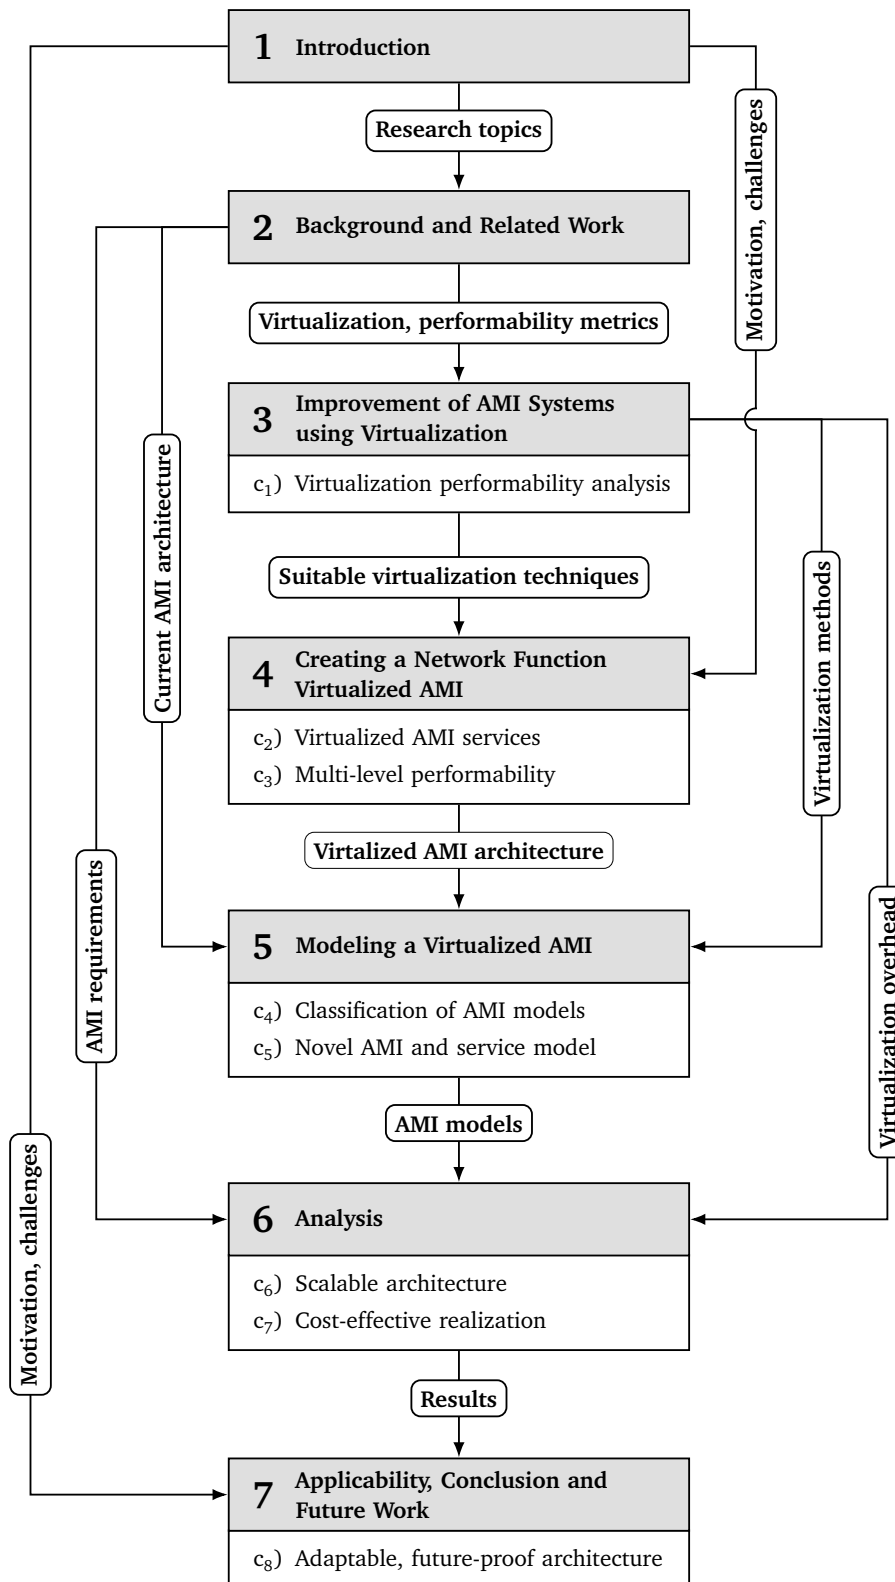 1 Introduction
Research topics
Motivation, challenges
2 Background and Related Work
Virtualization, performability metrics
3 Improvement of AMI Systems
using Virtualization
c₁) Virtualization performability analysis
Current AMI architecture
Suitable virtualization techniques
Virtualization methods
4 Creating a Network Function
Virtualized AMI
c₂) Virtualized AMI services
c₃) Multi-level performability
Virtalized AMI architecture
AMI requirements
5 Modeling a Virtualized AMI
c₄) Classification of AMI models
c₅) Novel AMI and service model
Virtualization overhead
AMI models
Motivation, challenges
6 Analysis
c₆) Scalable architecture
c₇) Cost-effective realization
Results
7 Applicability, Conclusion and
Future Work
c₈) Adaptable, future-proof architecture